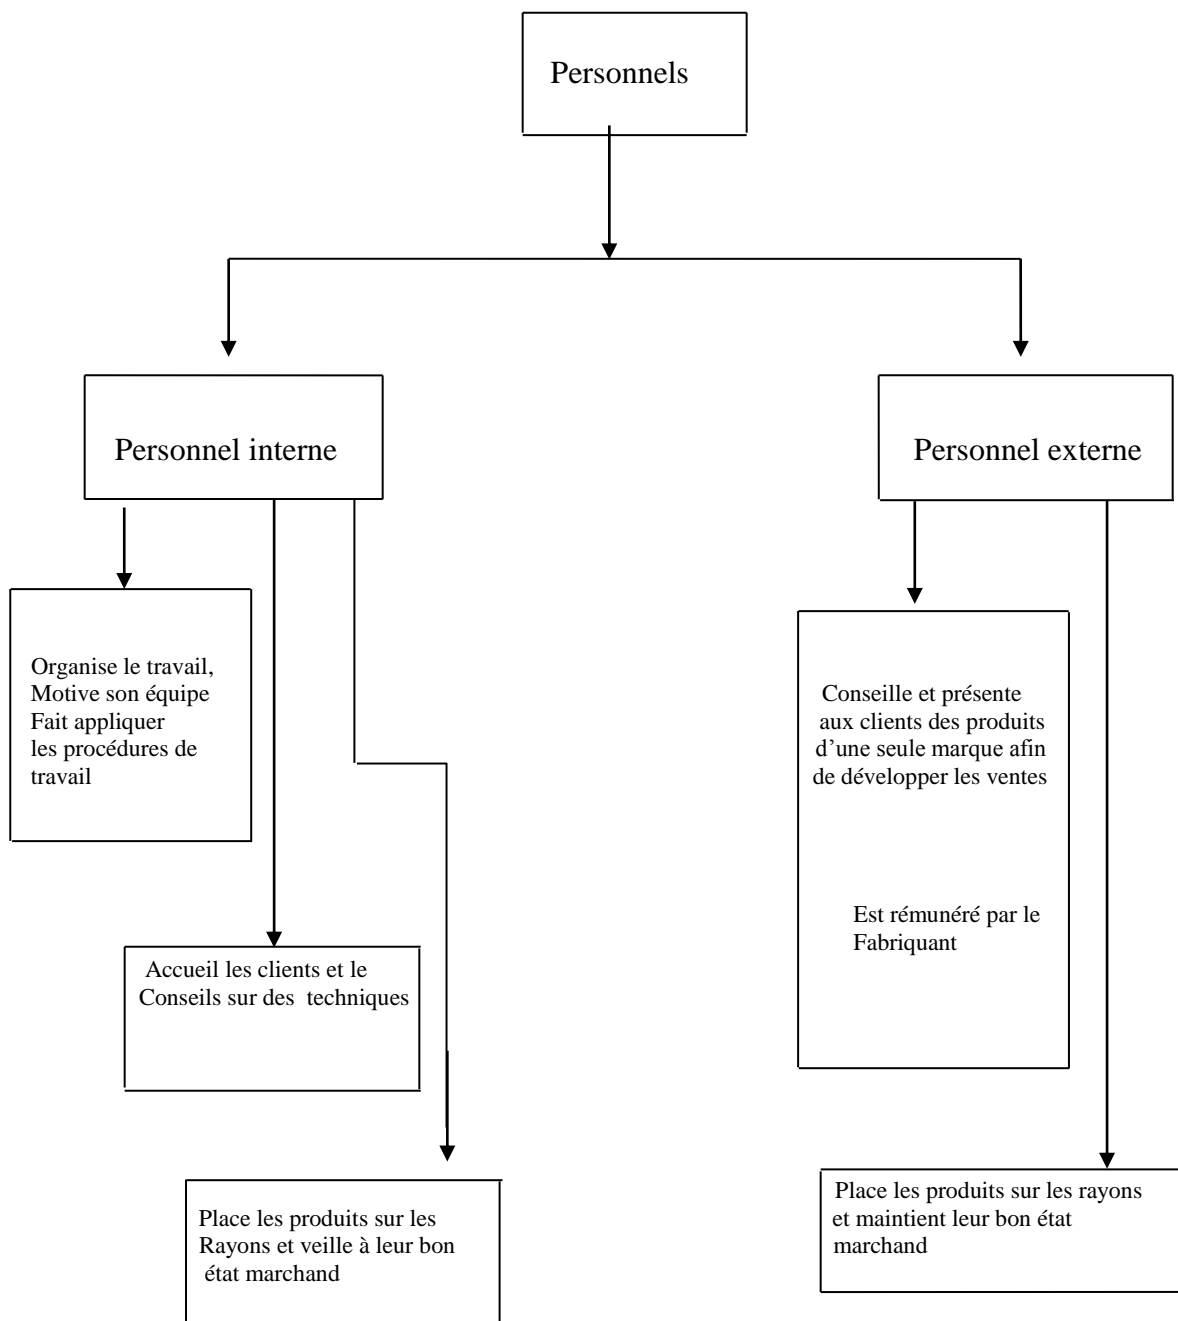 Personnels
Personnel interne
Personnel externe
Organise le travail,
Motive son équipe
Fait appliquer
les procédures de
travail
Conseille et présente
aux clients des produits
d’une seule marque afin
de développer les ventes
Est rémunéré par le
Fabriquant
Accueil les clients et le
Conseils sur des techniques
Place les produits sur les
Rayons et veille à leur bon
état marchand
Place les produits sur les rayons
et maintient leur bon état
marchand